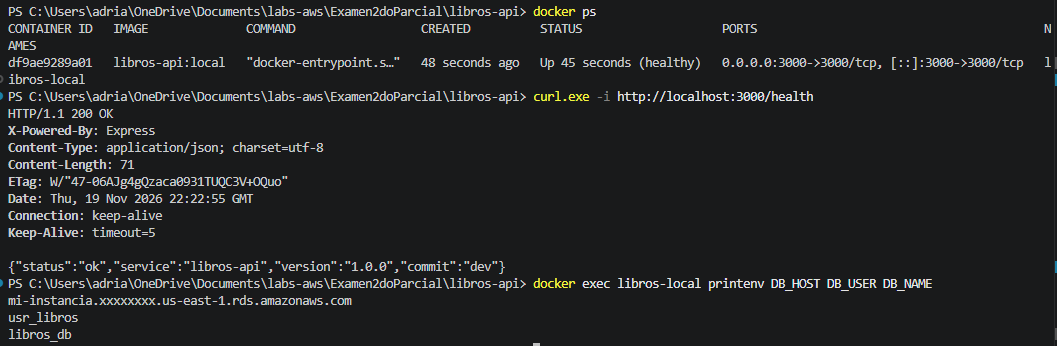 PS C:\Users\adria\OneDrive\Documents\labs-aws\Examen2doParcial\libros-api> docker ps
CONTAINER ID   IMAGE              COMMAND                  CREATED          STATUS                    PORTS                                         N
AMES
df9ae9289a01   libros-api:local   "docker-entrypoint.s…"   48 seconds ago   Up 45 seconds (healthy)   0.0.0.0:3000->3000/tcp, [::]:3000->3000/tcp   l
ibros-local
PS C:\Users\adria\OneDrive\Documents\labs-aws\Examen2doParcial\libros-api> curl.exe -i http://localhost:3000/health
HTTP/1.1 200 OK
X-Powered-By: Express
Content-Type: application/json; charset=utf-8
Content-Length: 71
ETag: W/"47-06AJg4gQzaca0931TUQC3V+OQuo"
Date: Thu, 19 Nov 2026 22:22:55 GMT
Connection: keep-alive
Keep-Alive: timeout=5

{"status":"ok","service":"libros-api","version":"1.0.0","commit":"dev"}
PS C:\Users\adria\OneDrive\Documents\labs-aws\Examen2doParcial\libros-api> docker exec libros-local printenv DB_HOST DB_USER DB_NAME
mi-instancia.xxxxxxxx.us-east-1.rds.amazonaws.com
usr_libros
libros_db